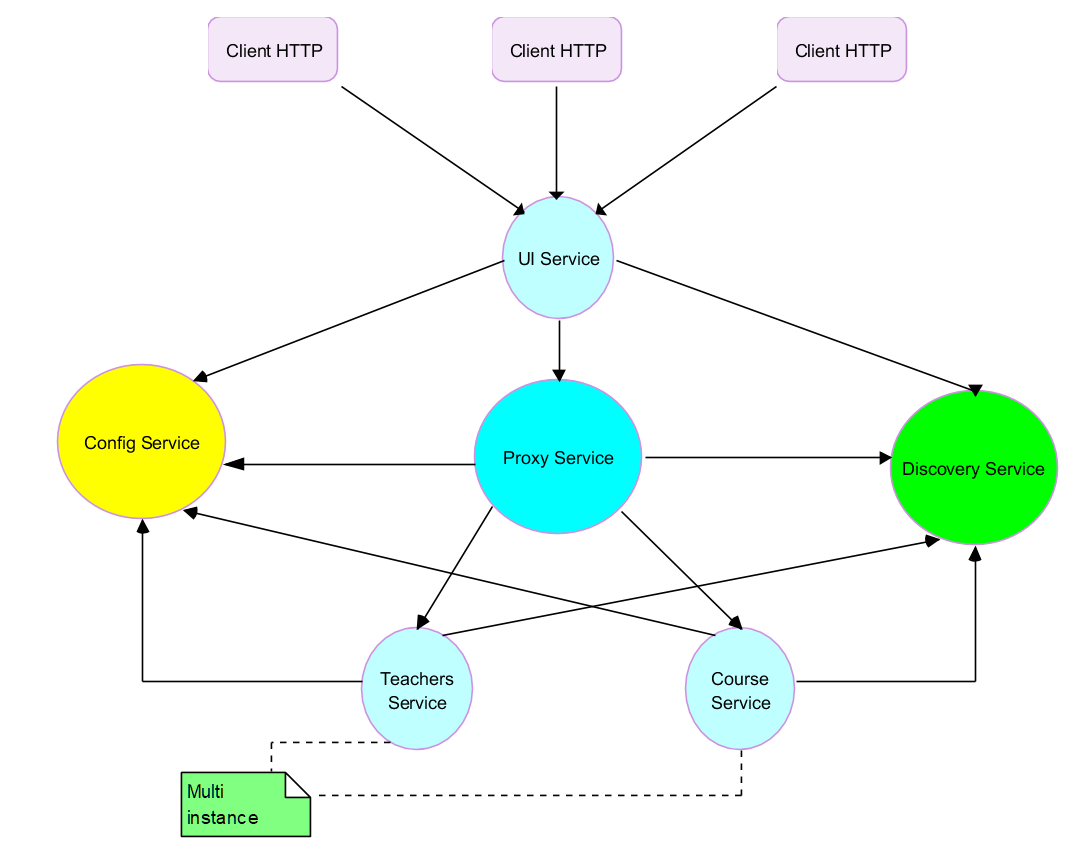 Client HTTP
Client HTTP
Client HTTP
UI Service
Config Service
Proxy Service
Discovery Service
Teachers
Service
Course
Service
Multi
instance